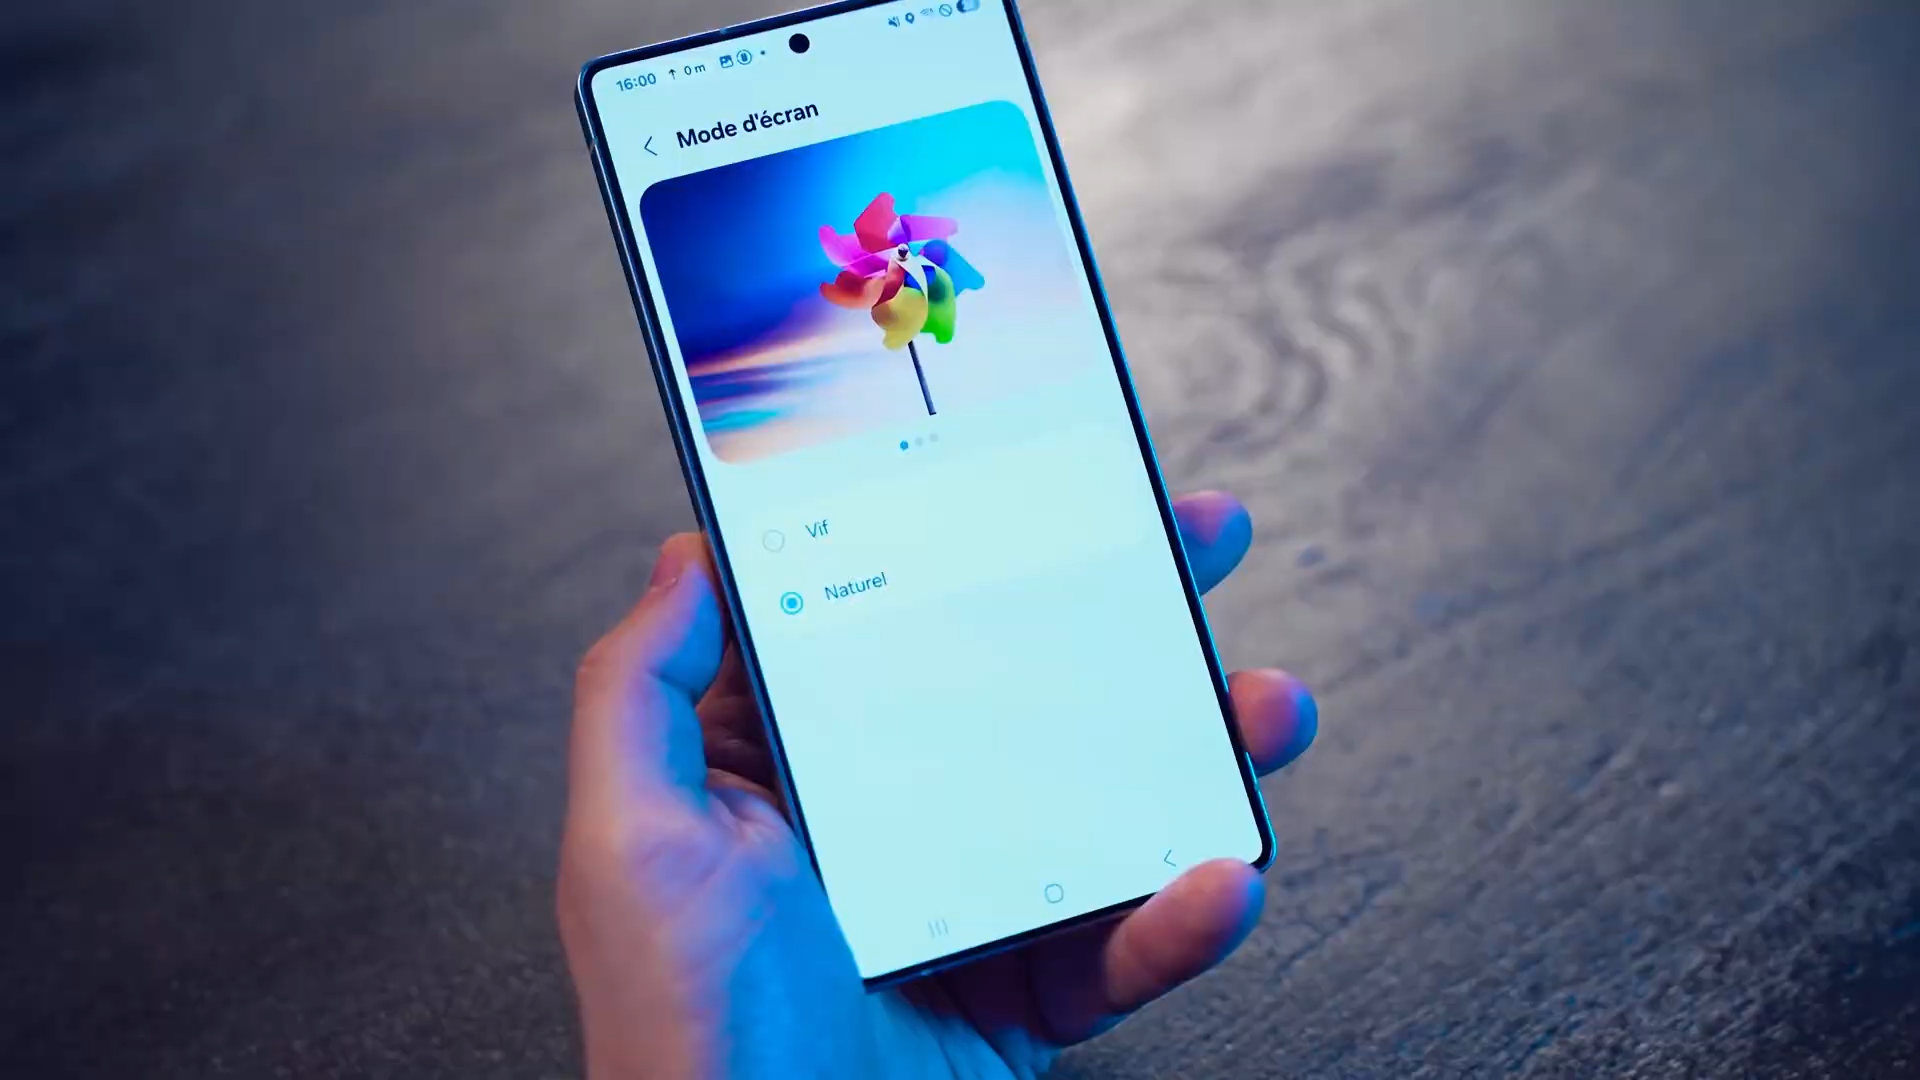 16:00 ↑ 0 m
Mode d'écran
Vif
Naturel